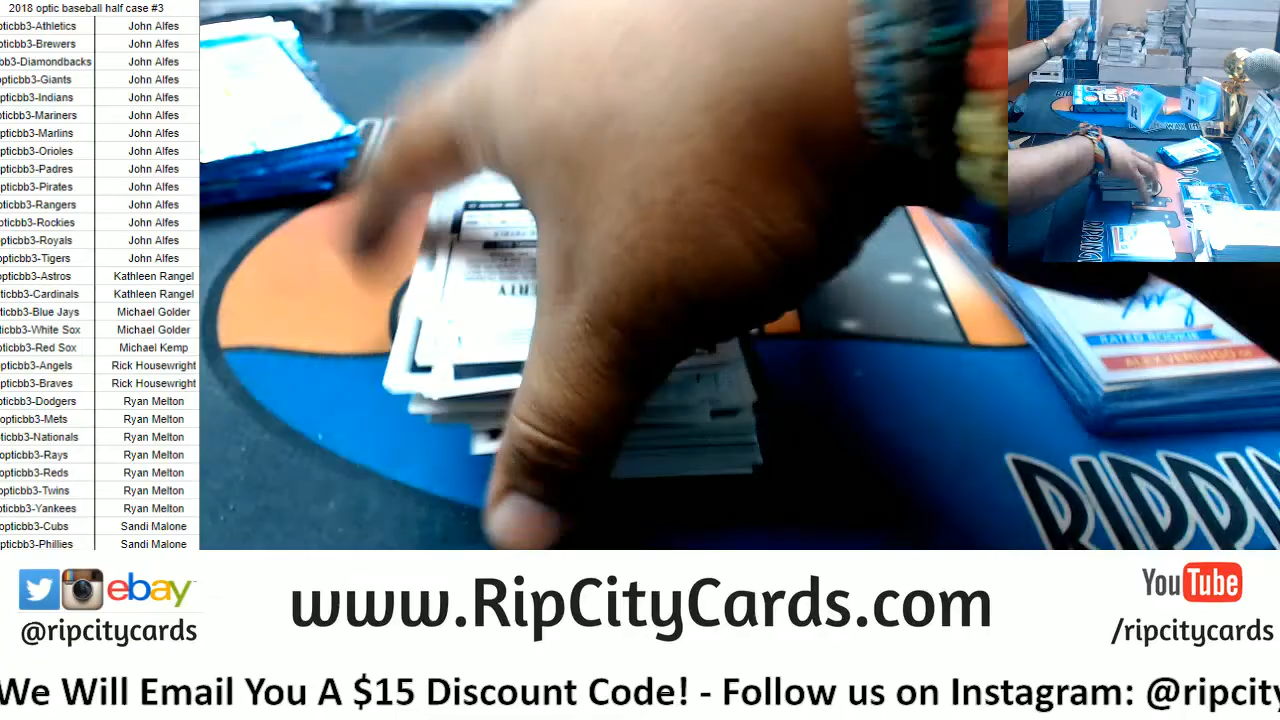 2018 optic baseball half case #3
pticbb3-Athletics John Alfes
pticbb3-Brewers John Alfes
bb3-Diamondbacks John Alfes
opticbb3-Giants John Alfes
pticbb3-Indians John Alfes
pticbb3-Mariners John Alfes
pticbb3-Marlins John Alfes
pticbb3-Orioles John Alfes
pticbb3-Padres John Alfes
pticbb3-Pirates John Alfes
pticbb3-Rangers John Alfes
pticbb3-Rockies John Alfes
pticbb3-Royals John Alfes
opticbb3-Tigers John Alfes
opticbb3-Astros Kathleen Rangel
ticbb3-Cardinals Kathleen Rangel
ticbb3-Blue Jays Michael Golder
ticbb3-White Sox Michael Golder
ticbb3-Red Sox Michael Kemp
opticbb3-Angels Rick Housewright
pticbb3-Braves Rick Housewright
pticbb3-Dodgers Ryan Melton
opticbb3-Mets Ryan Melton
pticbb3-Nationals Ryan Melton
opticbb3-Rays Ryan Melton
opticbb3-Reds Ryan Melton
opticbb3-Twins Ryan Melton
pticbb3-Yankees Ryan Melton
opticbb3-Cubs Sandi Malone
pticbb3-Phillies Sandi Malone
RATED ROOKIE
ALEX VERDUGO OF
RIPPIN
R T
RIPPING
ebay
@ripcitycards
www.RipCityCards.com
YouTube
/ripcitycards
We Will Email You A $15 Discount Code! - Follow us on Instagram: @ripcity